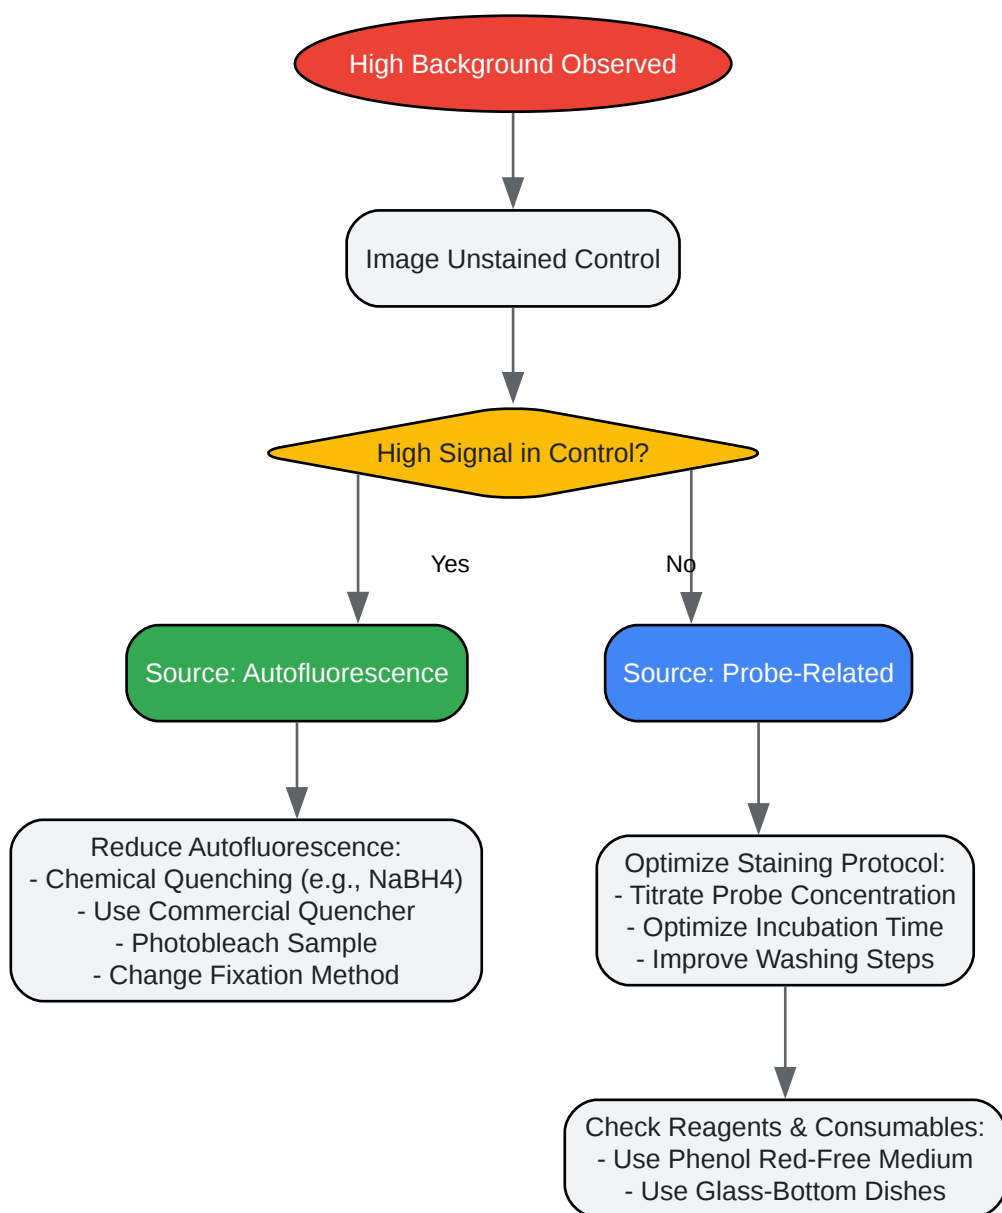 High Background Observed
Image Unstained Control
High Signal in Control?
Yes
No
Source: Autofluorescence
Source: Probe-Related
Reduce Autofluorescence:
- Chemical Quenching (e.g., NaBH4)
- Use Commercial Quencher
- Photobleach Sample
- Change Fixation Method
Optimize Staining Protocol:
- Titrate Probe Concentration
- Optimize Incubation Time
- Improve Washing Steps
Check Reagents & Consumables:
- Use Phenol Red-Free Medium
- Use Glass-Bottom Dishes